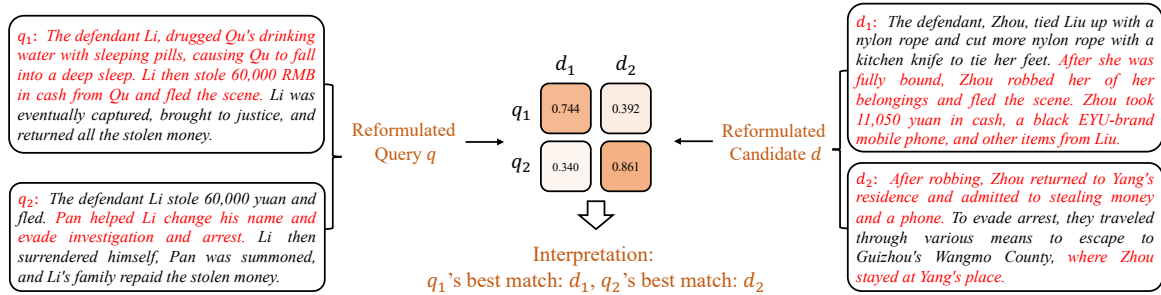 q₁: The defendant Li, drugged Qu's drinking
water with sleeping pills, causing Qu to fall
into a deep sleep. Li then stole 60,000 RMB
in cash from Qu and fled the scene. Li was
eventually captured, brought to justice, and
returned all the stolen money.
q₂: The defendant Li stole 60,000 yuan and
fled. Pan helped Li change his name and
evade investigation and arrest. Li then
surrendered himself, Pan was summoned,
and Li's family repaid the stolen money.
Reformulated
Query q
d₁ d₂
q₁ 0.744 0.392
q₂ 0.340 0.861
Interpretation:
q₁'s best match: d₁, q₂'s best match: d₂
Reformulated
Candidate d
d₁: The defendant, Zhou, tied Liu up with a
nylon rope and cut more nylon rope with a
kitchen knife to tie her feet. After she was
fully bound, Zhou robbed her of her
belongings and fled the scene. Zhou took
11,050 yuan in cash, a black EYU-brand
mobile phone, and other items from Liu.
d₂: After robbing, Zhou returned to Yang's
residence and admitted to stealing money
and a phone. To evade arrest, they traveled
through various means to escape to
Guizhou's Wangmo County, where Zhou
stayed at Yang's place.